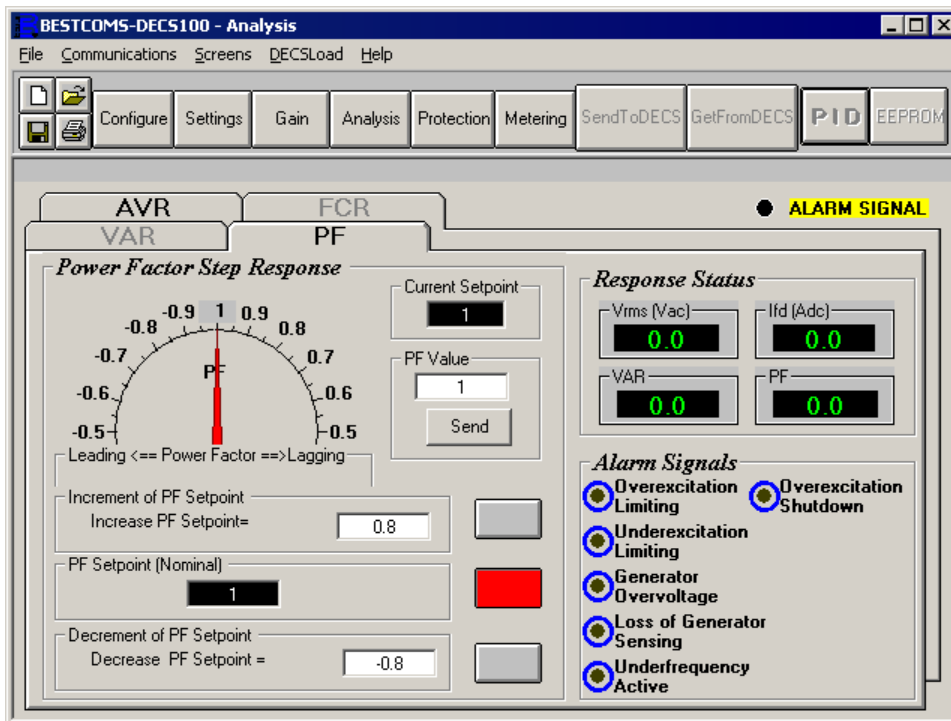 BESTCOMS-DECS100 - Analysis
File Communications Screens DECSLoad Help
Configure Settings Gain Analysis Protection Metering SendToDECS GetFromDECS PID EEPROM
AVR FCR
ALARM SIGNAL
VAR PF
Power Factor Step Response
-0.9 1 0.9
-0.8 0.8
-0.7 0.7
-0.6 0.6
-0.5 0.5
PF
Leading <== Power Factor ==>Lagging
Current Setpoint
1
PF Value
1
Send
Increment of PF Setpoint
Increase PF Setpoint= 0.8
PF Setpoint (Nominal)
1
Decrement of PF Setpoint
Decrease PF Setpoint = -0.8
Response Status
Vrms (Vac) Ifd (Adc)
0.0 0.0
VAR PF
0.0 0.0
Alarm Signals
Overexcitation Limiting
Overexcitation Shutdown
Underexcitation Limiting
Generator Overvoltage
Loss of Generator Sensing
Underfrequency Active